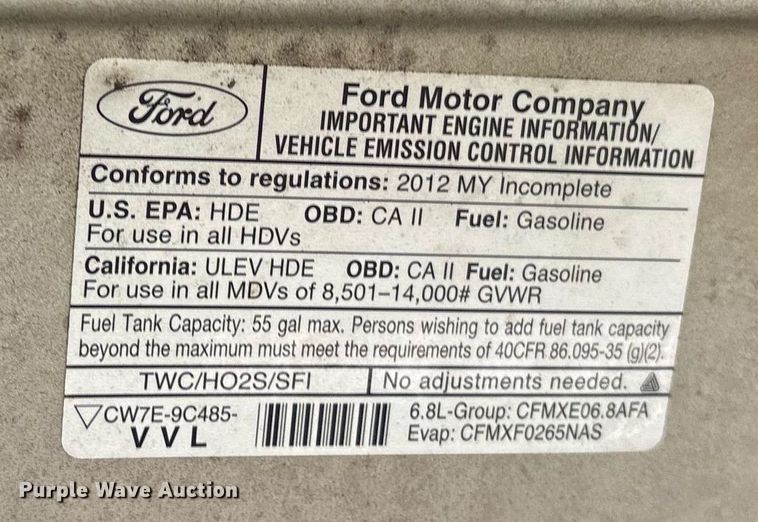 Ford
Ford Motor Company
IMPORTANT ENGINE INFORMATION/
VEHICLE EMISSION CONTROL INFORMATION
Conforms to regulations: 2012 MY Incomplete
U.S. EPA: HDE OBD: CA II Fuel: Gasoline
For use in all HDVs
California: ULEV HDE OBD: CA II Fuel: Gasoline
For use in all MDVs of 8,501–14,000# GVWR
Fuel Tank Capacity: 55 gal max. Persons wishing to add fuel tank capacity
beyond the maximum must meet the requirements of 40CFR 86.095-35 (g)(2).
TWC/HO2S/SFI No adjustments needed.
CW7E-9C485-
VVL
6.8L-Group: CFMXE06.8AFA
Evap: CFMXF0265NAS
Purple Wave Auction